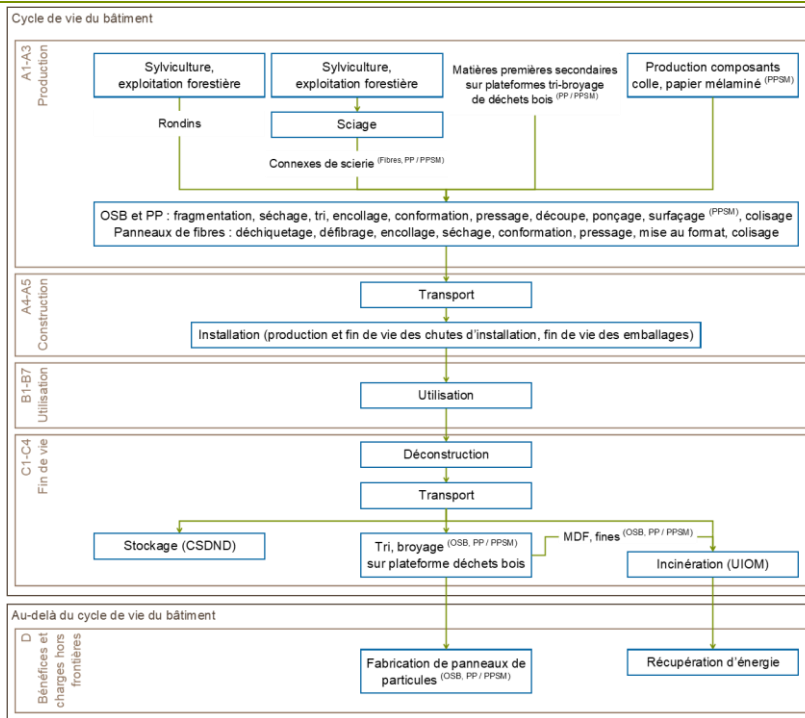 Cycle de vie du bâtiment
A1-A3
Production
Sylviculture,
exploitation forestière
Sylviculture,
exploitation forestière
Matières premières secondaires
sur plateformes tri-broyage
de déchets bois (PP / PPSM)
Production composants
colle, papier mélaminé (PPSM)
Rondins
Sciage
Connexes de scierie (Fibres, PP / PPSM)
OSB et PP : fragmentation, séchage, tri, encollage, conformation, pressage, découpe, ponçage, surfaçage (PPSM), colisage
Panneaux de fibres : déchiquetage, défibrage, encollage, séchage, conformation, pressage, mise au format, colisage
A4-A5
Construction
Transport
Installation (production et fin de vie des chutes d'installation, fin de vie des emballages)
B1-B7
Utilisation
Utilisation
C1-C4
Fin de vie
Déconstruction
Transport
Stockage (CSDND)
Tri, broyage (OSB, PP / PPSM)
sur plateforme déchets bois
MDF, fines (OSB, PP / PPSM)
Incinération (UIOM)
Au-delà du cycle de vie du bâtiment
D
Bénéfices et
charges hors
frontières
Fabrication de panneaux de
particules (OSB, PP / PPSM)
Récupération d'énergie